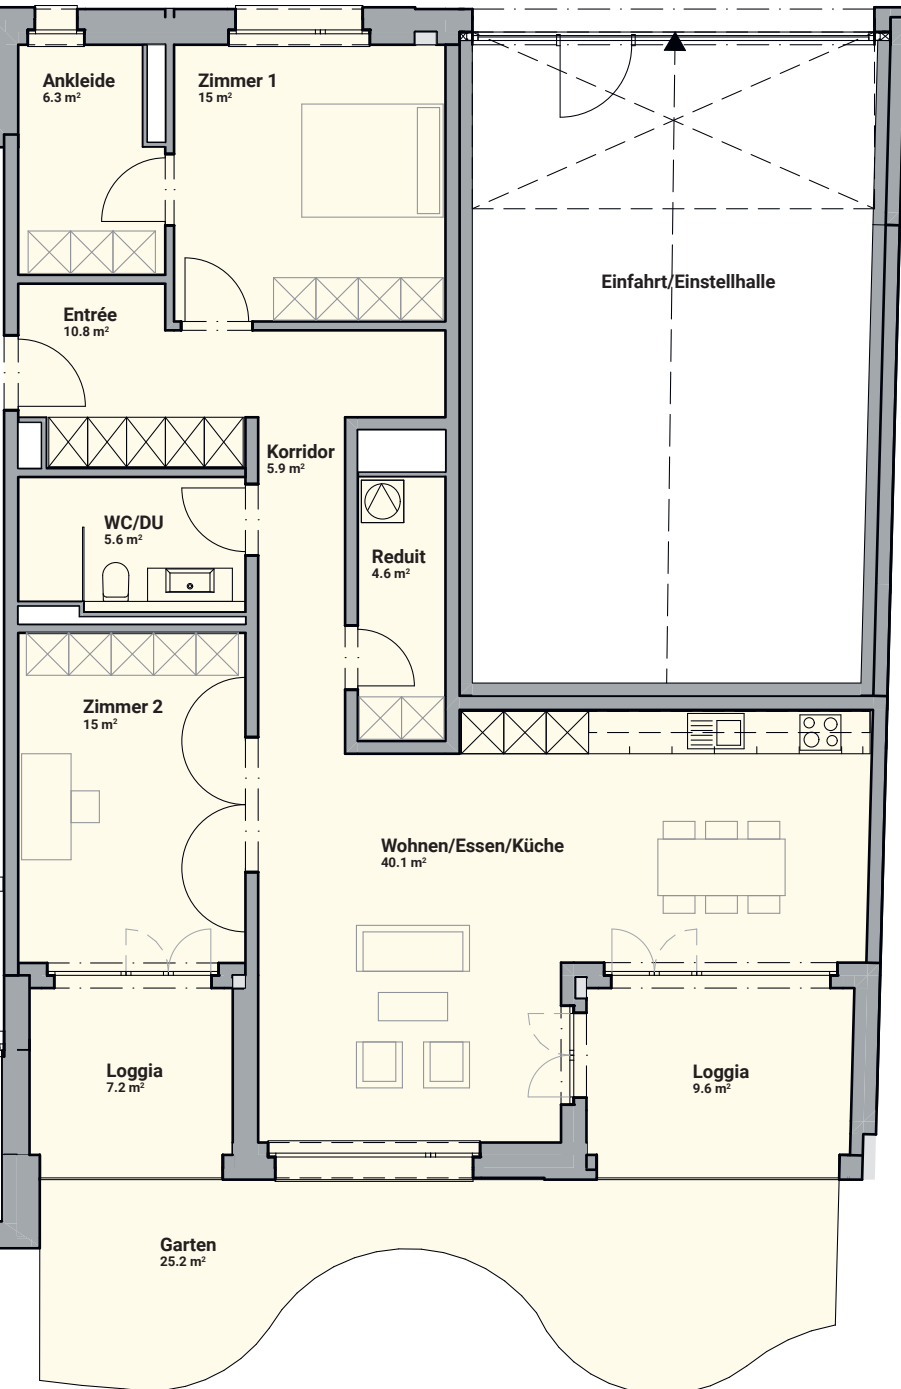 Ankleide
6.3 m²
Zimmer 1
15 m²
Einfahrt/Einstellhalle
Entrée
10.8 m²
Korridor
5.9 m²
WC/DU
5.6 m²
Reduit
4.6 m²
Zimmer 2
15 m²
Wohnen/Essen/Küche
40.1 m²
Loggia
7.2 m²
Loggia
9.6 m²
Garten
25.2 m²